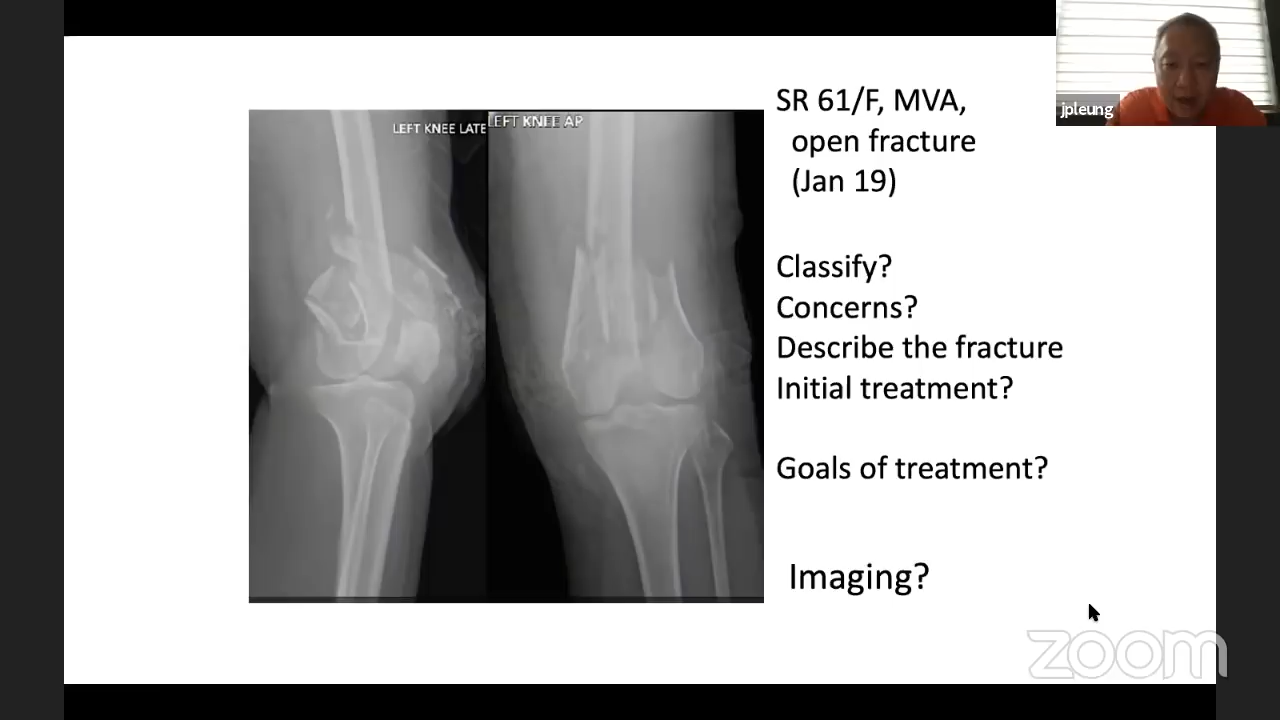 LEFT KNEE LATE
LEFT KNEE AP
SR 61/F, MVA,
open fracture
(Jan 19)
Classify?
Concerns?
Describe the fracture
Initial treatment?
Goals of treatment?
Imaging?
jpleung
zoom